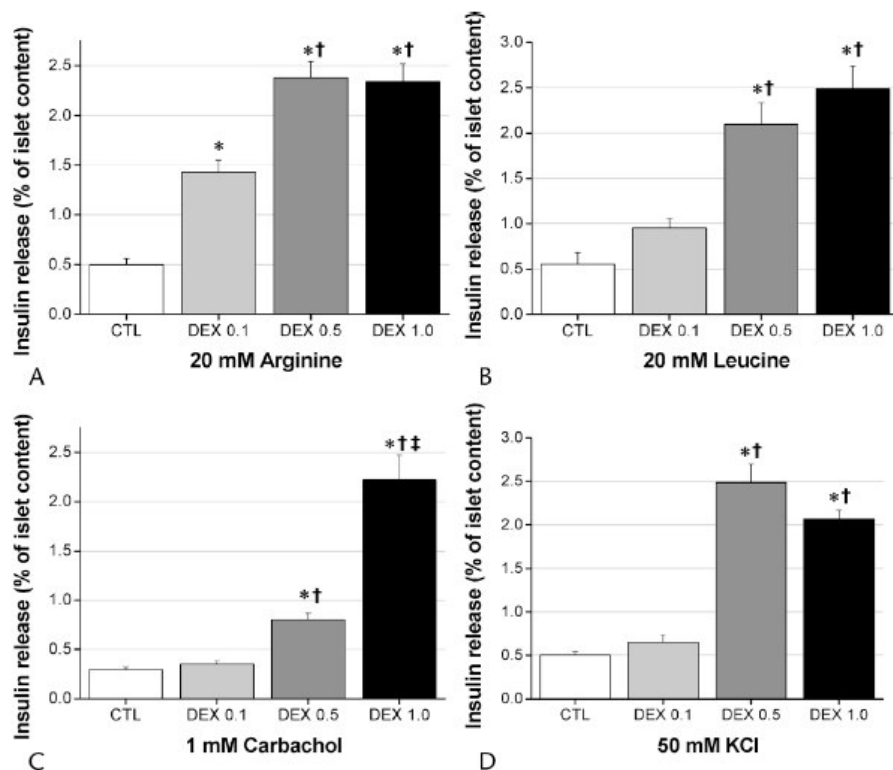 Insulin release (% of islet content)
2.5
2.0
1.5
1.0
0.5
0.0
*†
*†
*
CTL
DEX 0.1
DEX 0.5
DEX 1.0
20 mM Arginine
A
Insulin release (% of islet content)
3.0
2.5
2.0
1.5
1.0
0.5
0.0
*†
*†
CTL
DEX 0.1
DEX 0.5
DEX 1.0
20 mM Leucine
B
Insulin release (% of islet content)
2.5
2.0
1.5
1.0
0.5
0.0
*†‡
*†
CTL
DEX 0.1
DEX 0.5
DEX 1.0
1 mM Carbachol
C
Insulin release (% of islet content)
3.0
2.5
2.0
1.5
1.0
0.5
0.0
*†
*†
CTL
DEX 0.1
DEX 0.5
DEX 1.0
50 mM KCl
D